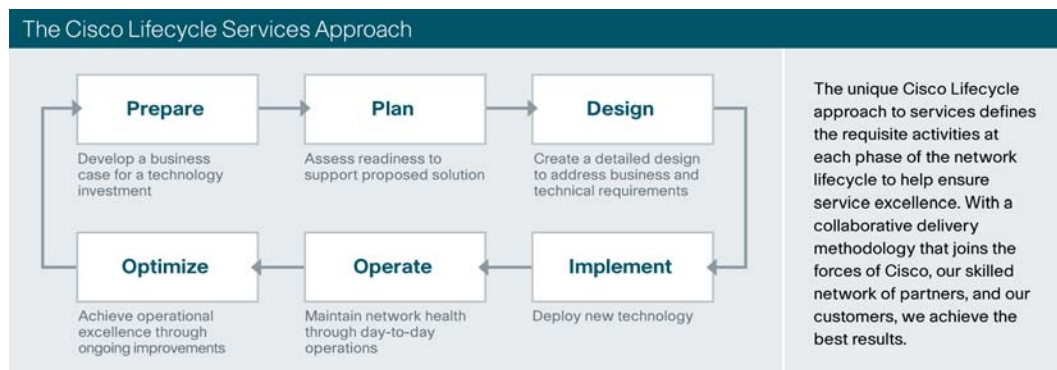 The Cisco Lifecycle Services Approach
Prepare
Develop a business
case for a technology
investment
Plan
Assess readiness to
support proposed solution
Design
Create a detailed design
to address business and
technical requirements
Optimize
Achieve operational
excellence through
ongoing improvements
Operate
Maintain network health
through day-to-day
operations
Implement
Deploy new technology
The unique Cisco Lifecycle
approach to services defines
the requisite activities at
each phase of the network
lifecycle to help ensure
service excellence. With a
collaborative delivery
methodology that joins the
forces of Cisco, our skilled
network of partners, and our
customers, we achieve the
best results.